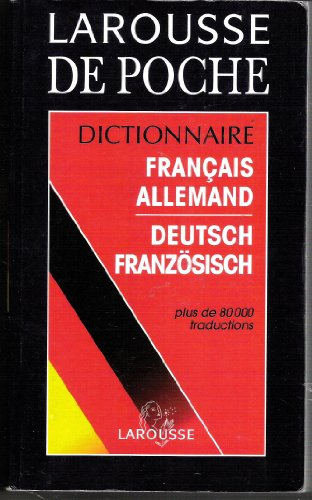 LAROUSSE
DE POCHE
DICTIONNAIRE
FRANÇAIS
ALLEMAND
DEUTSCH
FRANZÖSISCH
plus de 80 000
traductions
LAROUSSE